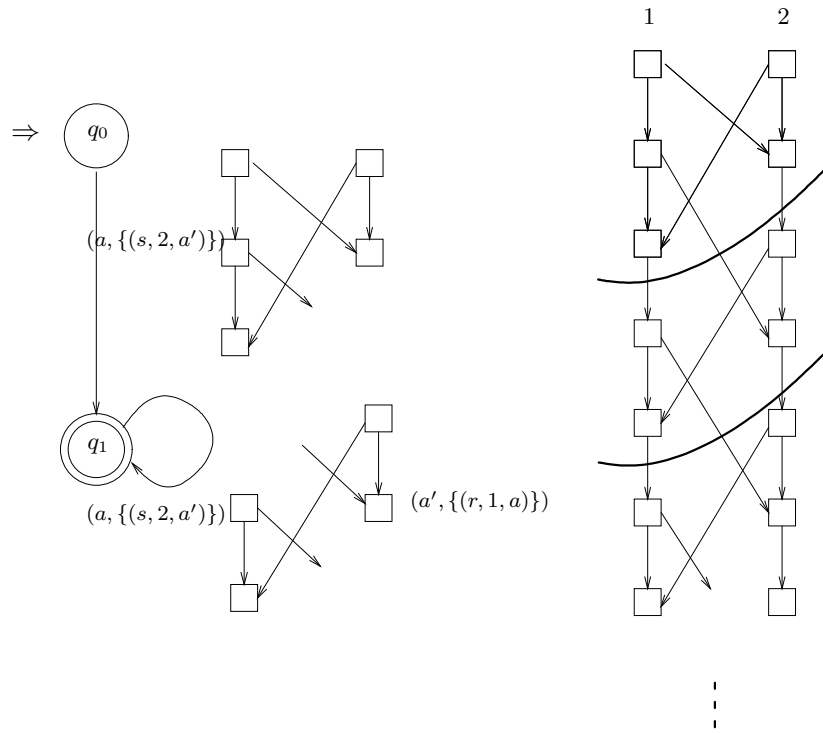 1 2
⇒ q₀
(a, {(s, 2, a′)})
q₁
(a, {(s, 2, a′)}) (a′, {(r, 1, a)})